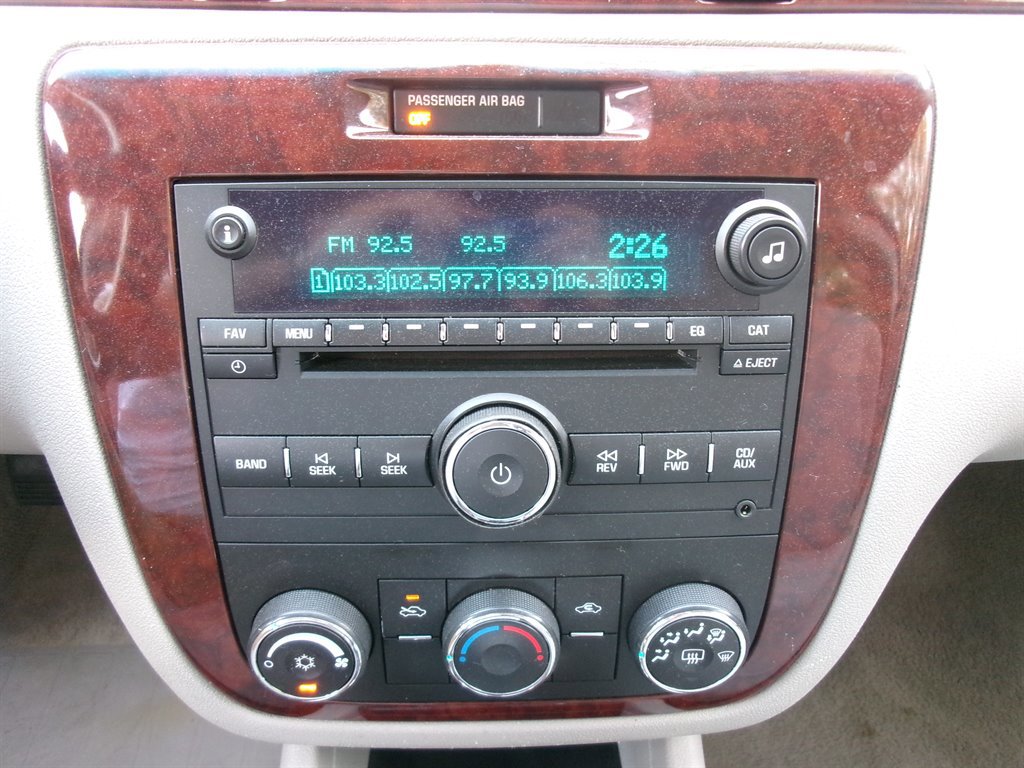 PASSENGER AIR BAG
OFF
i
FM 92.5 92.5 2:26
1 103.3 102.5 97.7 93.9 106.3 103.9
FAV MENU EQ CAT
EJECT
BAND SEEK SEEK REV FWD CD/
AUX